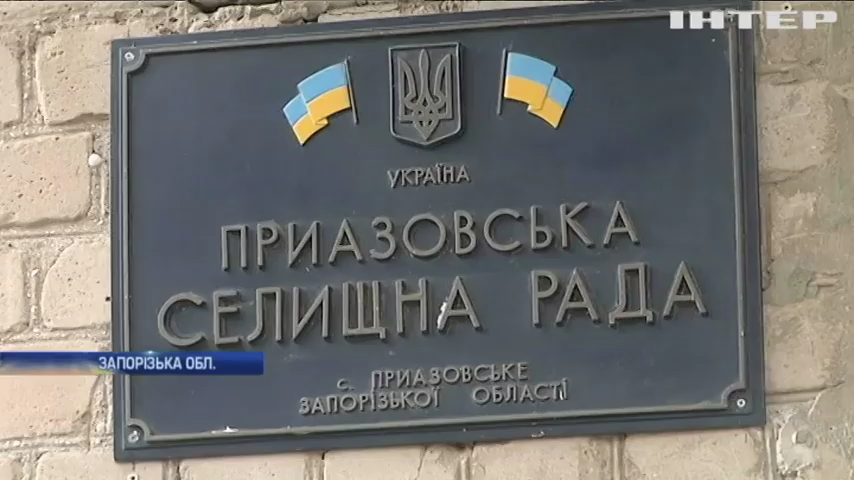 ІНТЕР
УКРАЇНА
ПРИАЗОВСЬКА
СЕЛИЩНА РАДА
ЗАПОРІЗЬКА ОБЛ.
с. ПРИАЗОВСЬКЕ
ЗАПОРІЗЬКОЇ ОБЛАСТІ